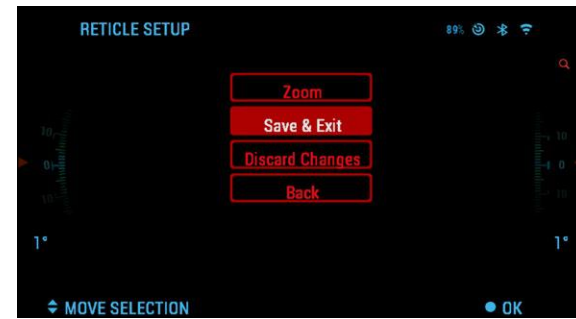 RETICLE SETUP
89%
Zoom
Save & Exit
Discard Changes
Back
10
10
0
0
10
10
1°
1°
MOVE SELECTION
OK